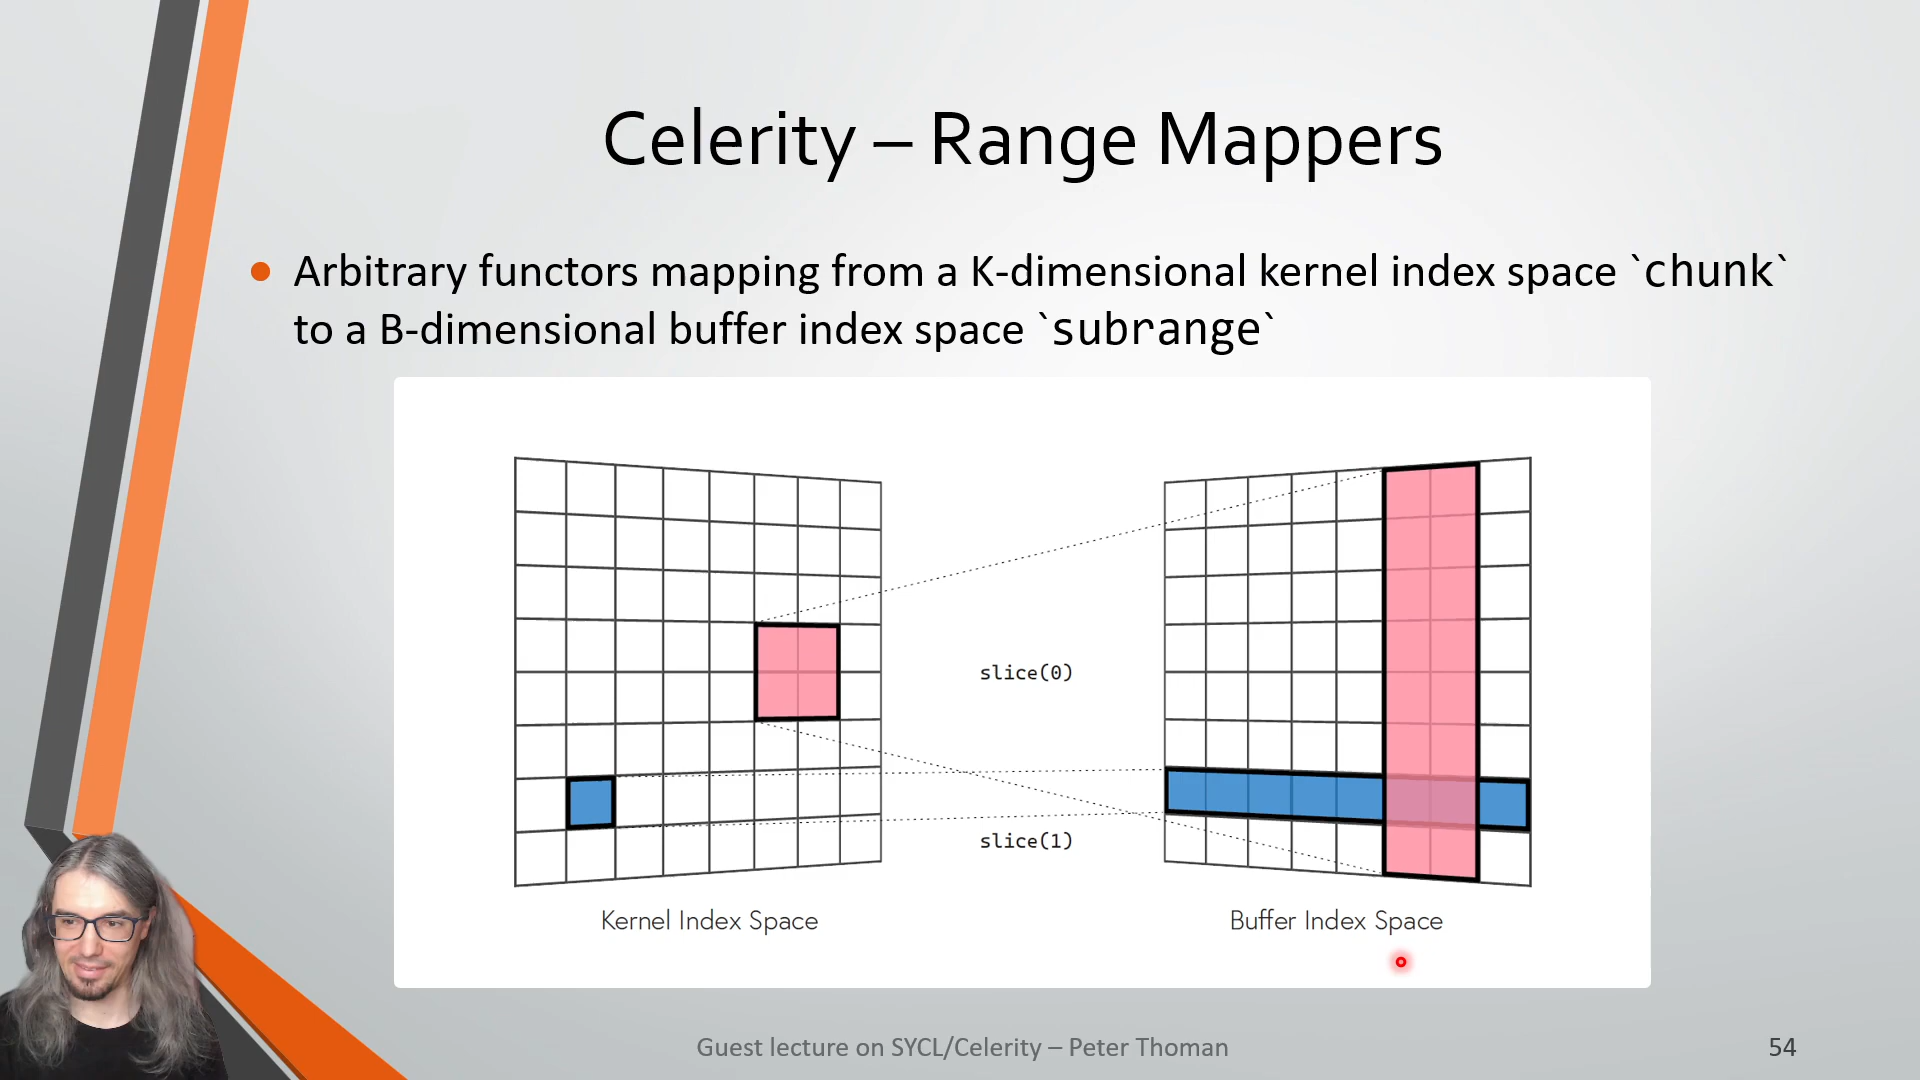 Celerity – Range Mappers
Arbitrary functors mapping from a K-dimensional kernel index space `chunk`
to a B-dimensional buffer index space `subrange`
slice(0)
slice(1)
Kernel Index Space
Buffer Index Space
Guest lecture on SYCL/Celerity – Peter Thoman
54